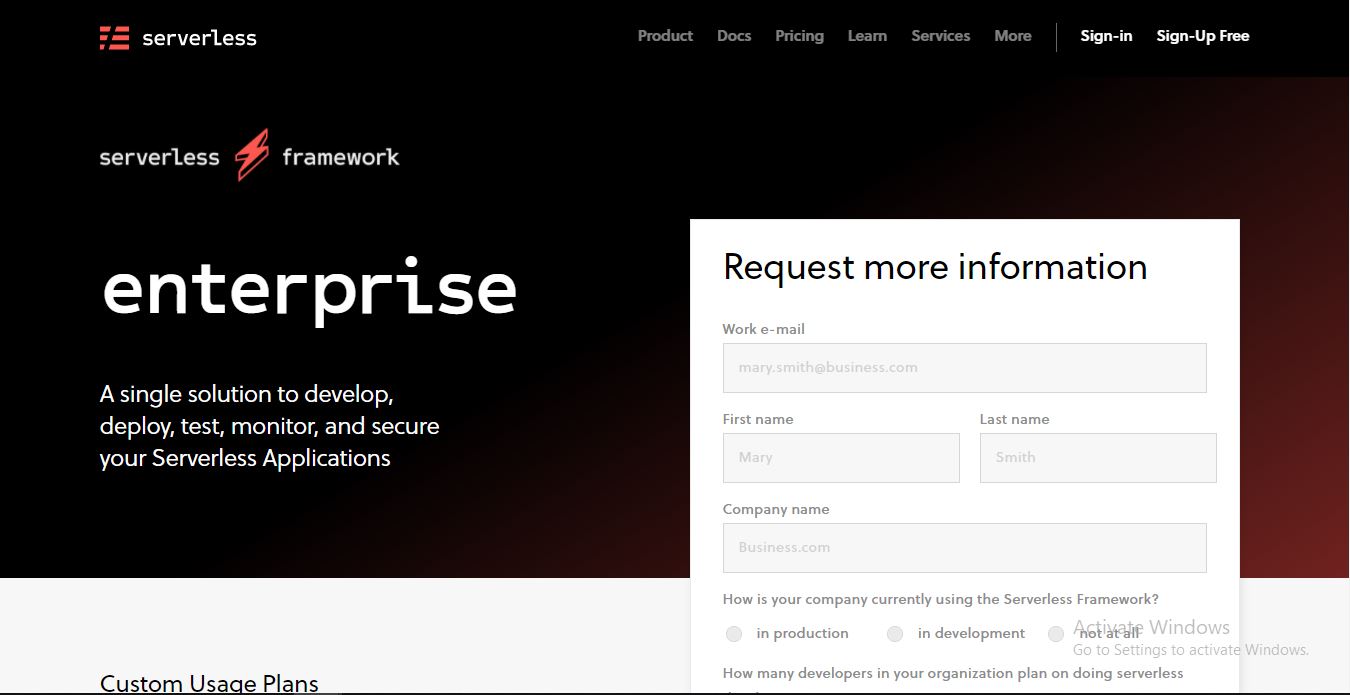 serverless
Product Docs Pricing Learn Services More Sign-in Sign-Up Free
serverless framework
enterprise
A single solution to develop,
deploy, test, monitor, and secure
your Serverless Applications
Request more information
Work e-mail
mary.smith@business.com
First name Last name
Mary Smith
Company name
Business.com
How is your company currently using the Serverless Framework?
in production in development not at all
Activate Windows
Go to Settings to activate Windows.
How many developers in your organization plan on doing serverless
Custom Usage Plans